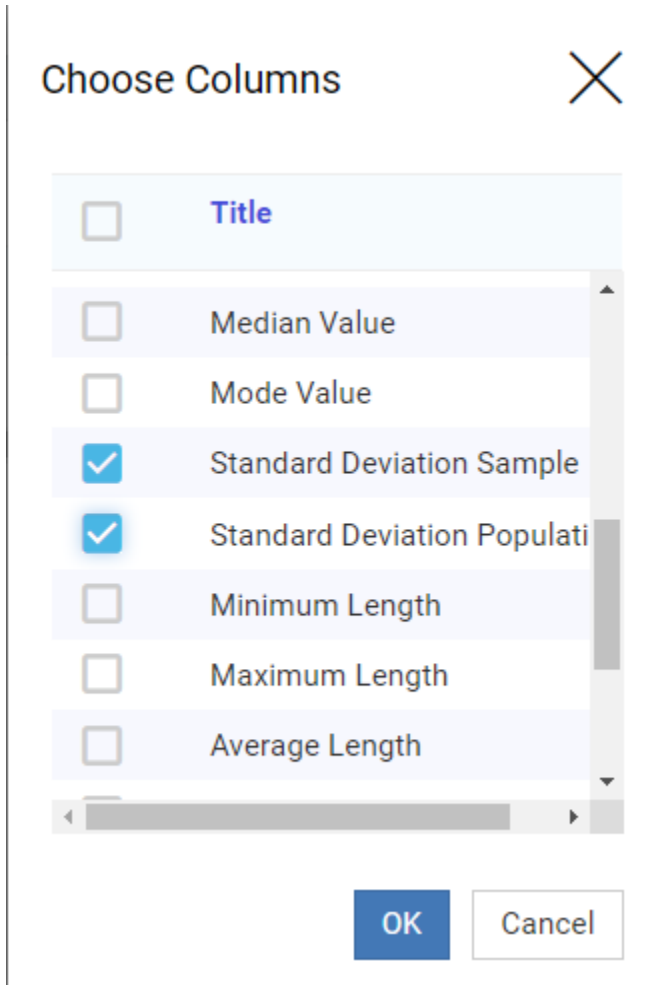 Choose Columns
Title
Median Value
Mode Value
Standard Deviation Sample
Standard Deviation Populati
Minimum Length
Maximum Length
Average Length
OK
Cancel